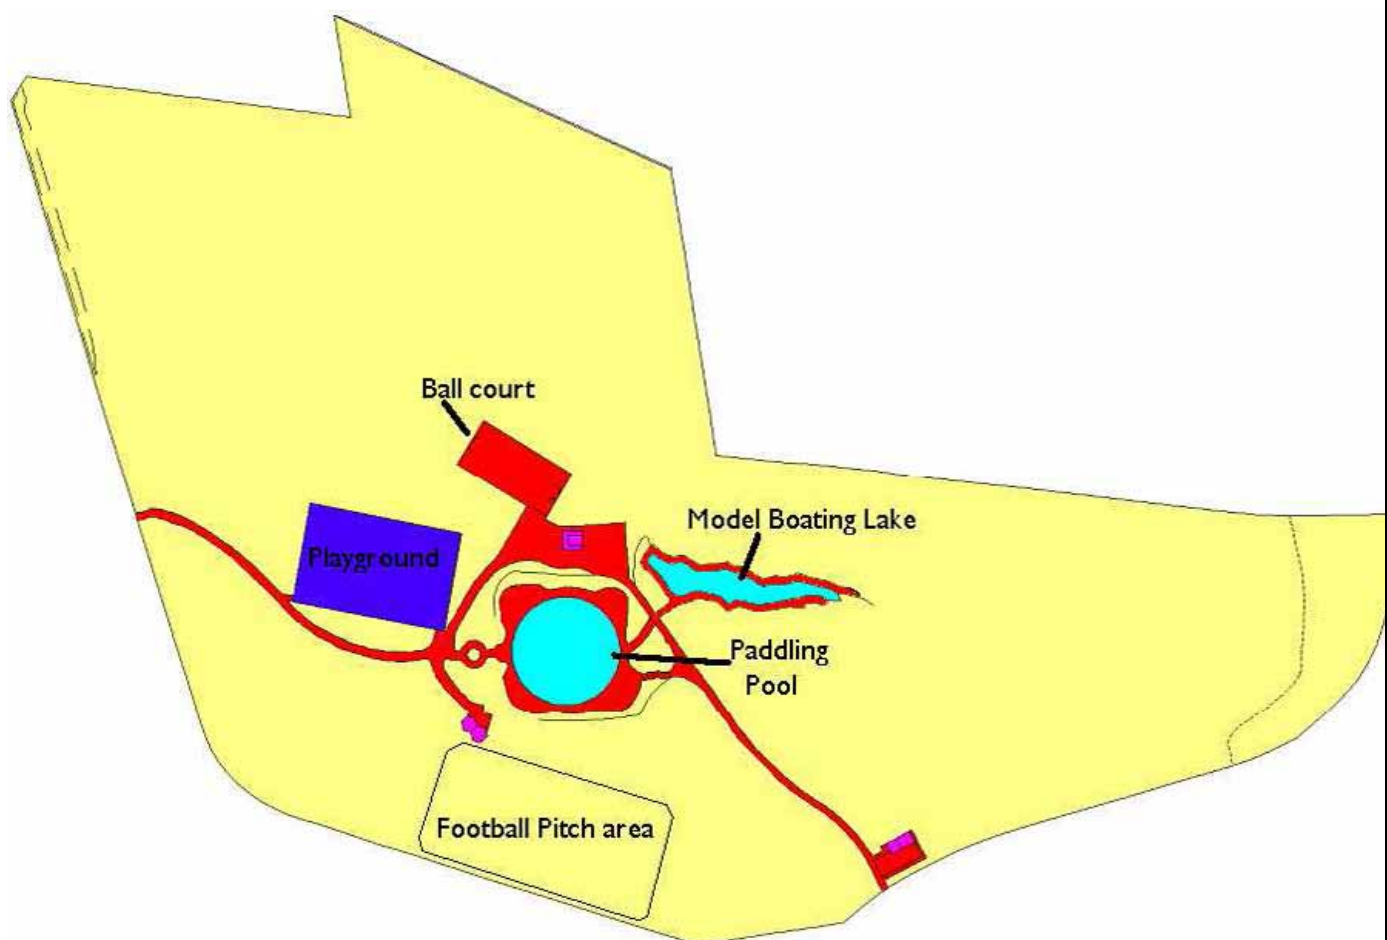 Ball court
Model Boating Lake
Playground
Paddling
Pool
Football Pitch area